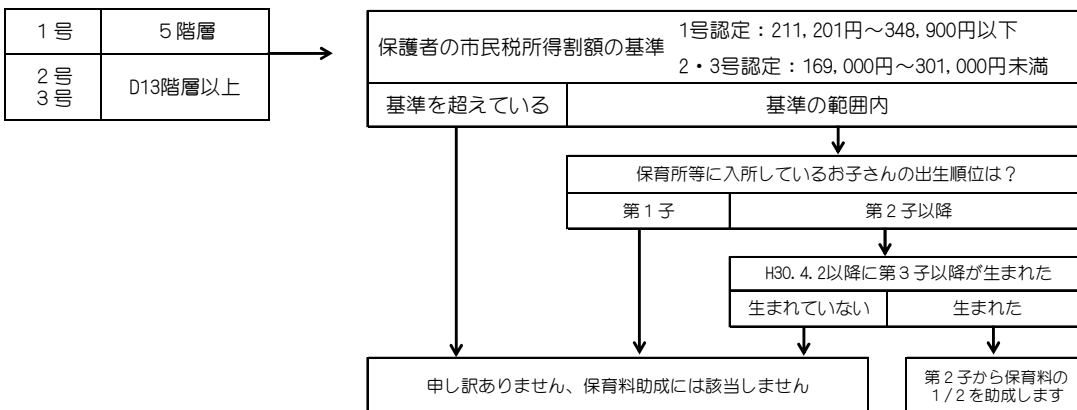 1号
5階層
2号
3号
D13階層以上
保護者の市民税所得割額の基準
1号認定：211,201円～348,900円以下
2・3号認定：169,000円～301,000円未満
基準を超えている
基準の範囲内
保育所等に入所しているお子さんの出生順位は？
第1子
第2子以降
H30.4.2以降に第3子以降が生まれた
生まれていない
生まれた
申し訳ありません、保育料助成には該当しません
第2子から保育料の
1/2を助成します